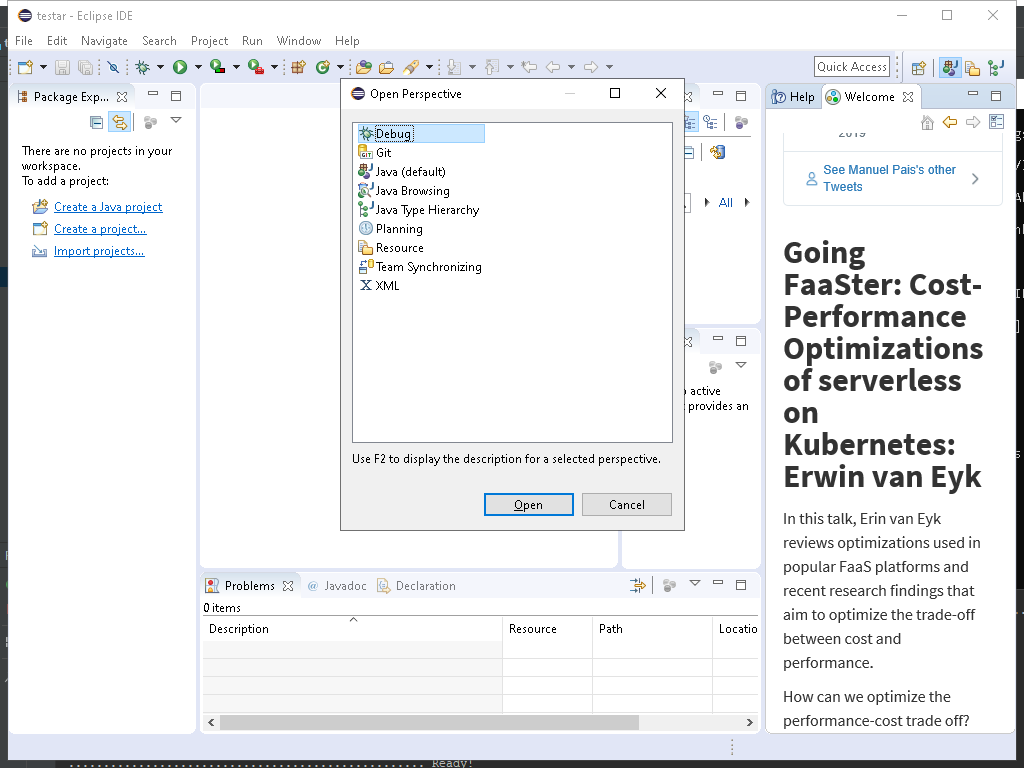 testar - Eclipse IDE
File Edit Navigate Search Project Run Window Help
Quick Access
Package Exp...
There are no projects in your
workspace.
To add a project:
Create a Java project
Create a project...
Import projects...
Open Perspective
Debug
Git
Java (default)
Java Browsing
Java Type Hierarchy
Planning
Resource
Team Synchronizing
XML
Use F2 to display the description for a selected perspective.
Open Cancel
All
active
provides an
Problems Javadoc Declaration
0 items
Description Resource Path Locatio
Help Welcome
2019
See Manuel Pais's other
Tweets
Going
FaaSter: Cost-
Performance
Optimizations
of serverless
on
Kubernetes:
Erwin van Eyk
In this talk, Erin van Eyk
reviews optimizations used in
popular FaaS platforms and
recent research findings that
aim to optimize the trade-off
between cost and
performance.
How can we optimize the
performance-cost trade off?
Ready!